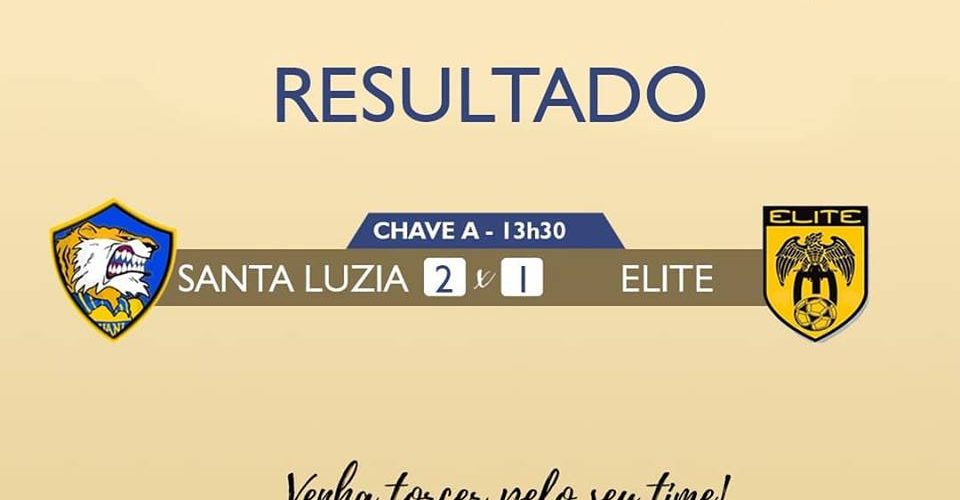 RESULTADO
CHAVE A - 13h30
SANTA LUZIA 2 x 1 ELITE
ELITE
Venha torcer pelo seu time!